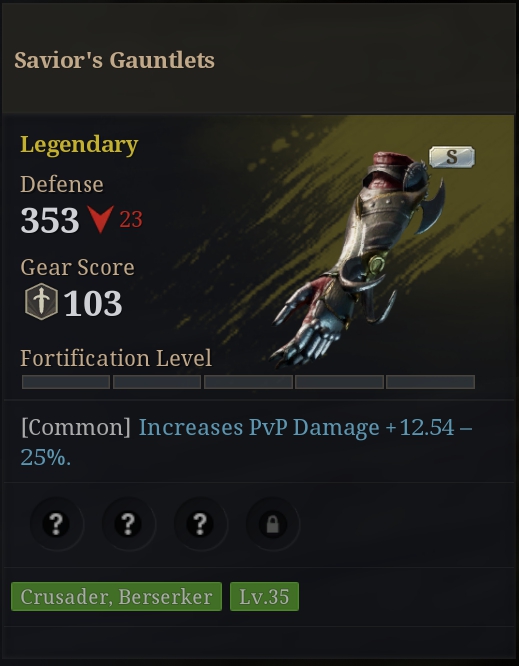 Savior's Gauntlets
Legendary
S
Defense
353 23
Gear Score
103
Fortification Level
[Common] Increases PvP Damage +12.54 –
25%.
? ? ?
Crusader, Berserker Lv.35